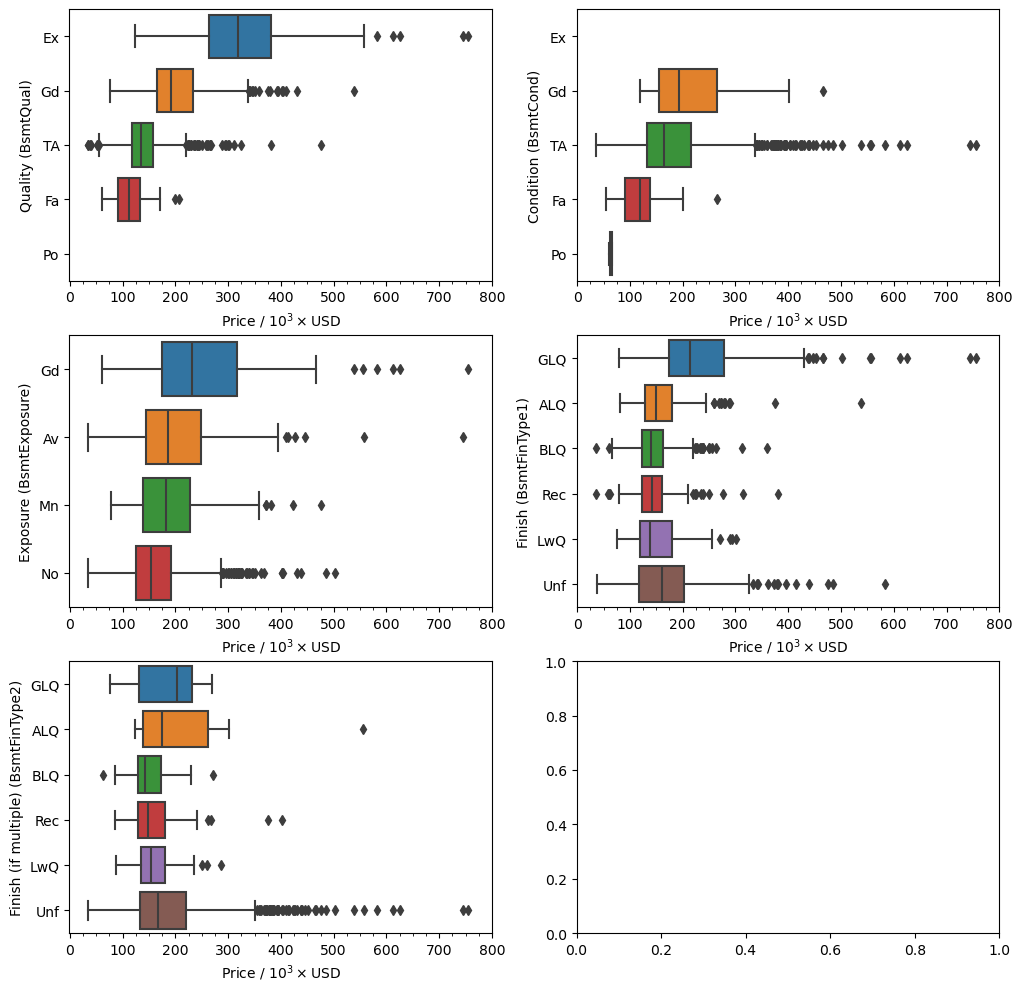 Quality (BsmtQual)
Ex
Gd
TA
Fa
Po
0 100 200 300 400 500 600 700 800
Price / 10³ × USD
Condition (BsmtCond)
Ex
Gd
TA
Fa
Po
0 100 200 300 400 500 600 700 800
Price / 10³ × USD
Exposure (BsmtExposure)
Gd
Av
Mn
No
0 100 200 300 400 500 600 700 800
Price / 10³ × USD
Finish (BsmtFinType1)
GLQ
ALQ
BLQ
Rec
LwQ
Unf
0 100 200 300 400 500 600 700 800
Price / 10³ × USD
Finish (if multiple) (BsmtFinType2)
GLQ
ALQ
BLQ
Rec
LwQ
Unf
0 100 200 300 400 500 600 700 800
Price / 10³ × USD
1.0
0.8
0.6
0.4
0.2
0.0
0.0 0.2 0.4 0.6 0.8 1.0